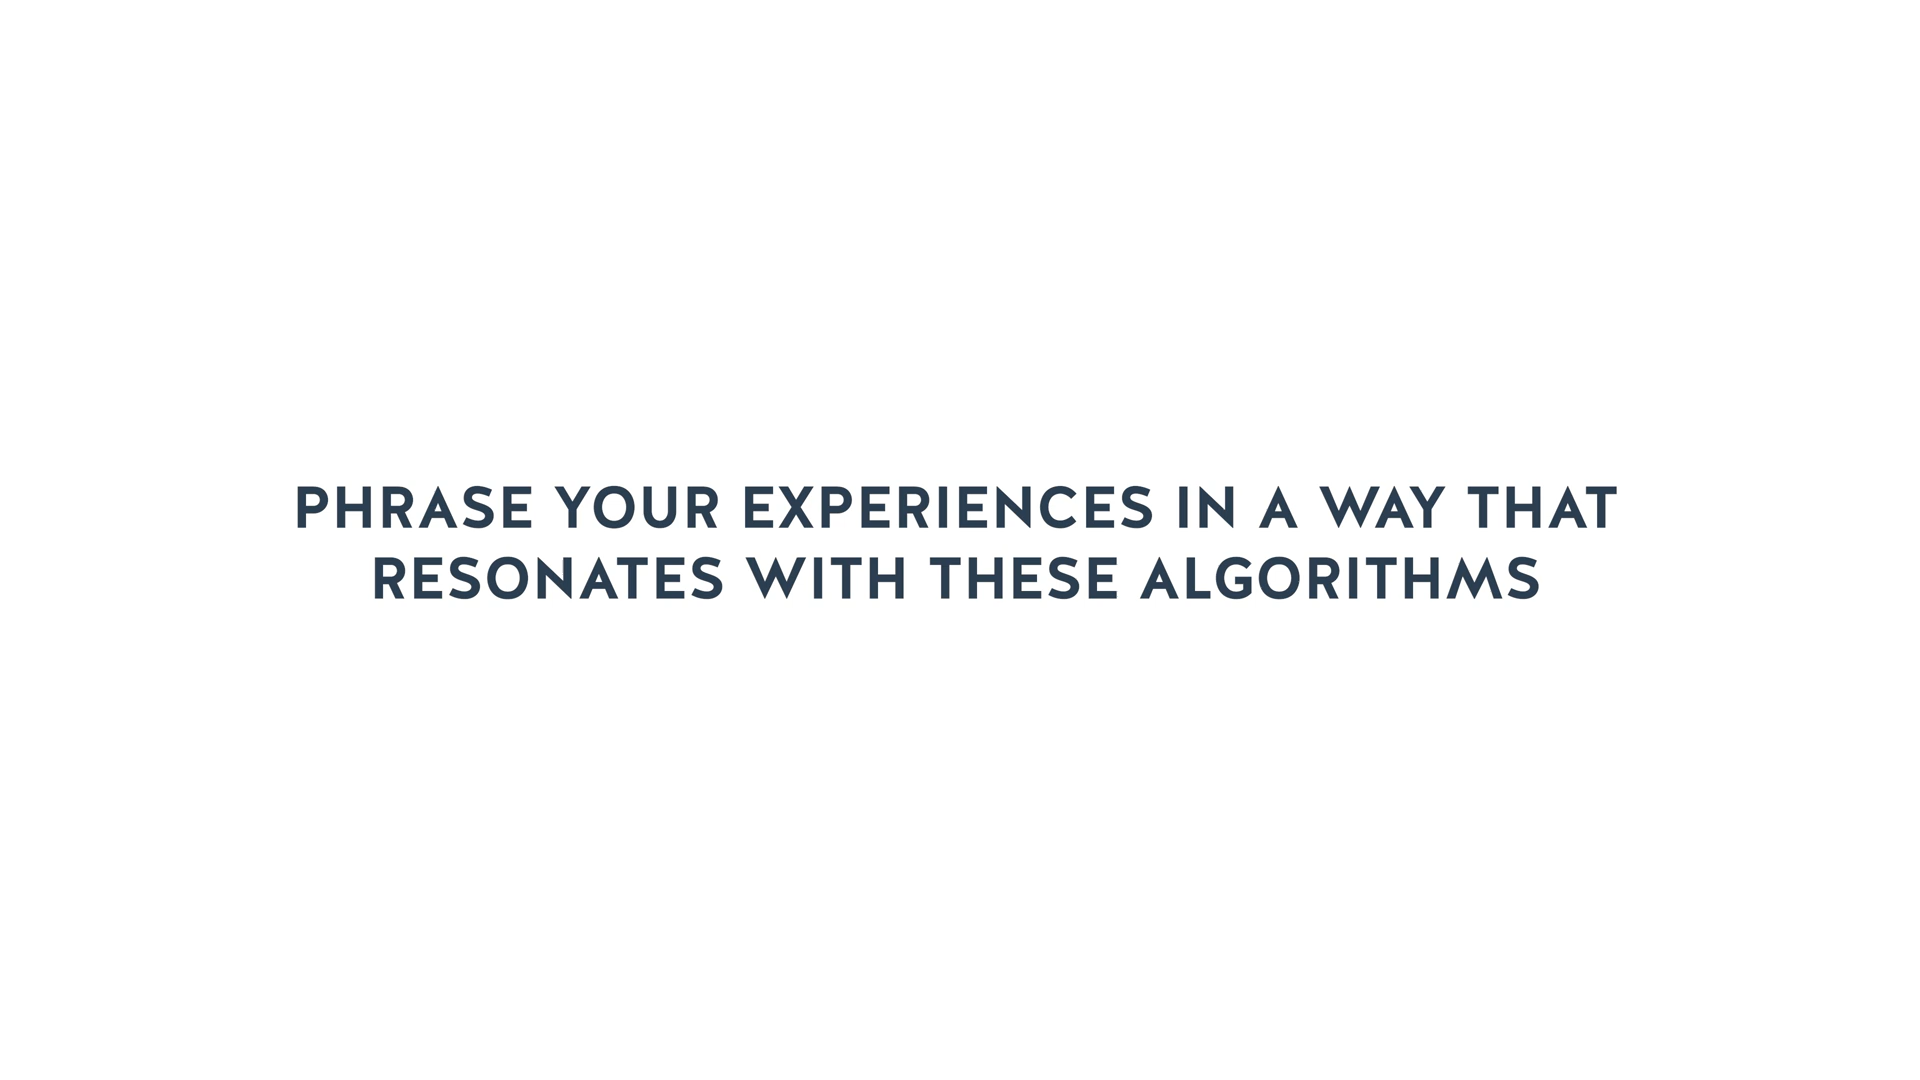 PHRASE YOUR EXPERIENCES IN A WAY THAT
RESONATES WITH THESE ALGORITHMS